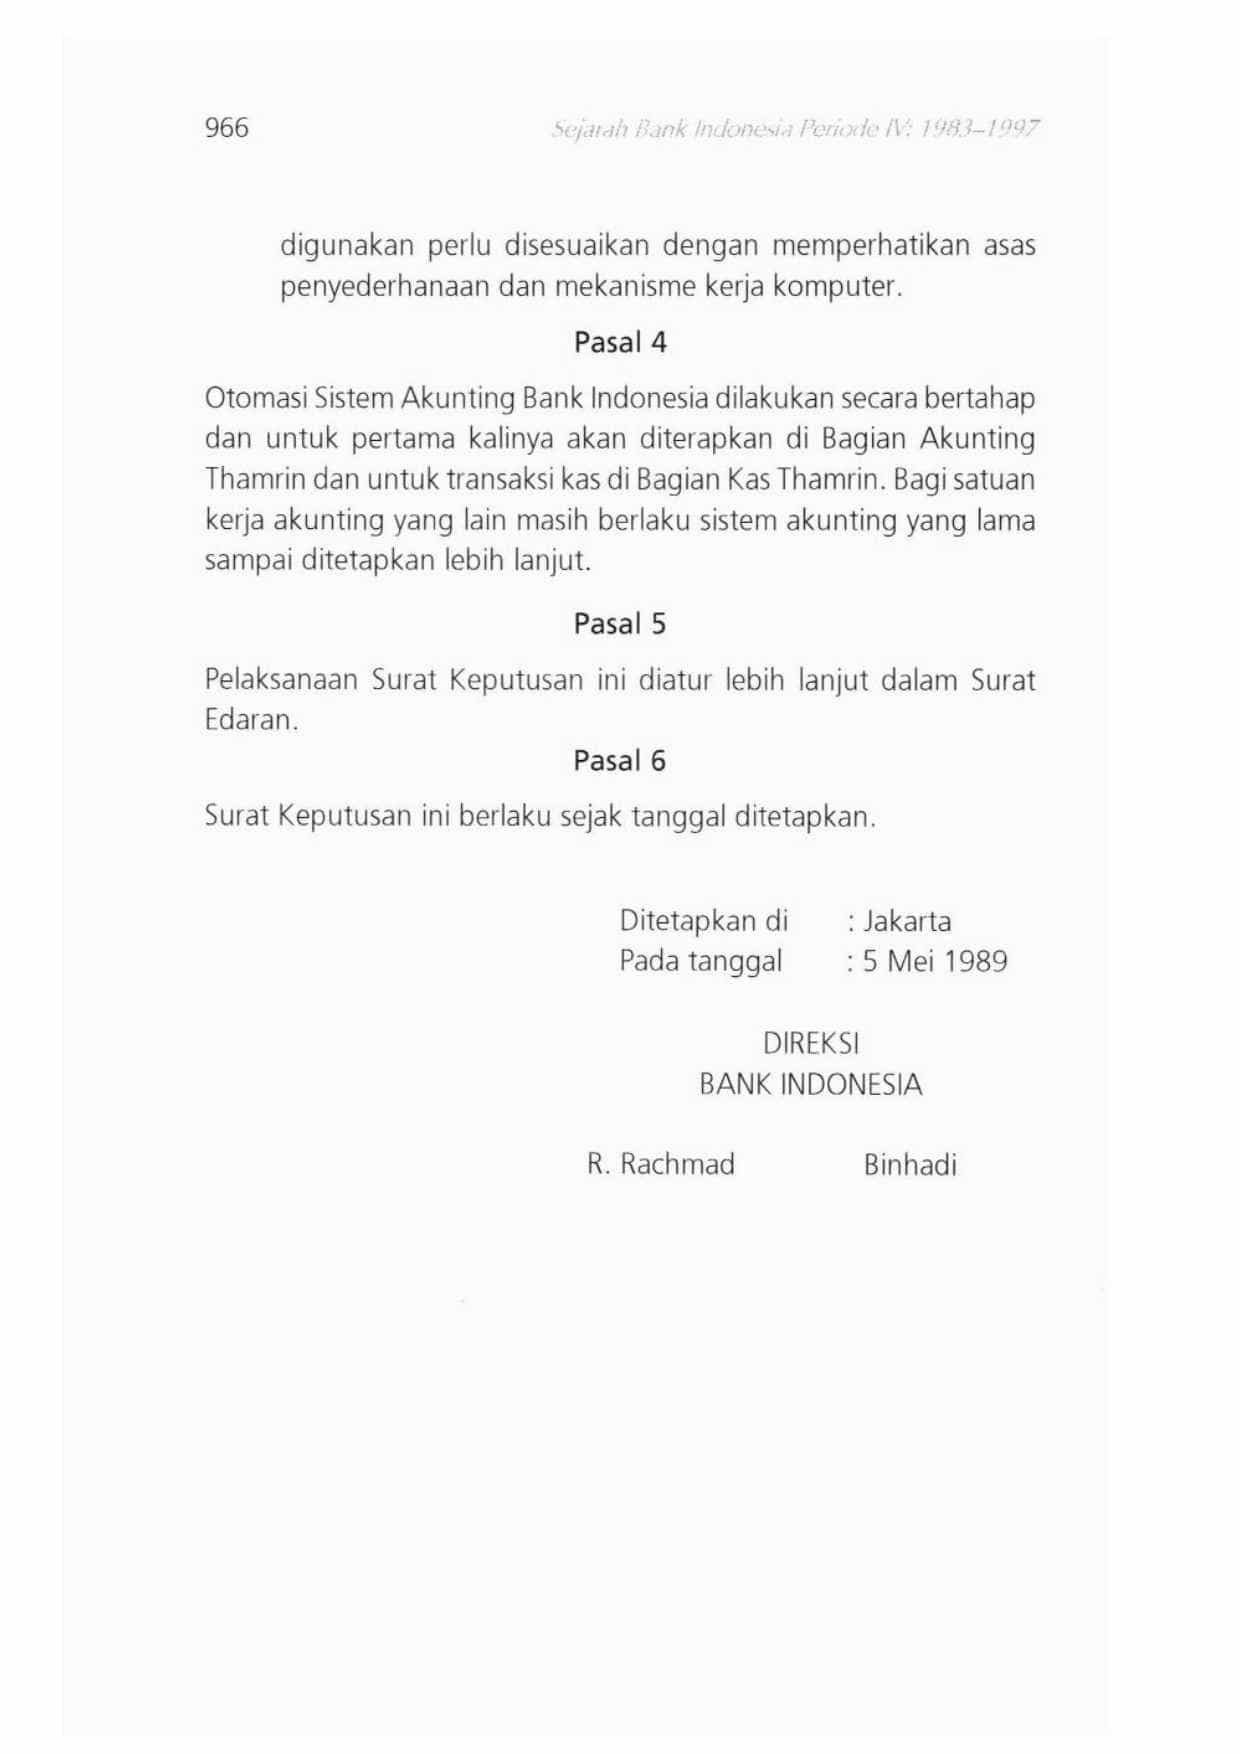 966 Sejarah Bank Indonesia Periode IV: 1983–1997
digunakan perlu disesuaikan dengan memperhatikan asas
penyederhanaan dan mekanisme kerja komputer.
Pasal 4
Otomasi Sistem Akunting Bank Indonesia dilakukan secara bertahap
dan untuk pertama kalinya akan diterapkan di Bagian Akunting
Thamrin dan untuk transaksi kas di Bagian Kas Thamrin. Bagi satuan
kerja akunting yang lain masih berlaku sistem akunting yang lama
sampai ditetapkan lebih lanjut.
Pasal 5
Pelaksanaan Surat Keputusan ini diatur lebih lanjut dalam Surat
Edaran.
Pasal 6
Surat Keputusan ini berlaku sejak tanggal ditetapkan.
Ditetapkan di : Jakarta
Pada tanggal : 5 Mei 1989
DIREKSI
BANK INDONESIA
R. Rachmad Binhadi